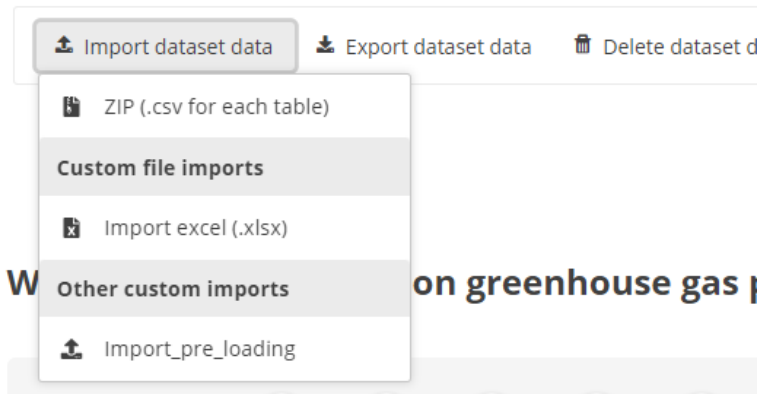 Import dataset data Export dataset data Delete dataset d
ZIP (.csv for each table)
Custom file imports
Import excel (.xlsx)
W on greenhouse gas p
Other custom imports
Import_pre_loading